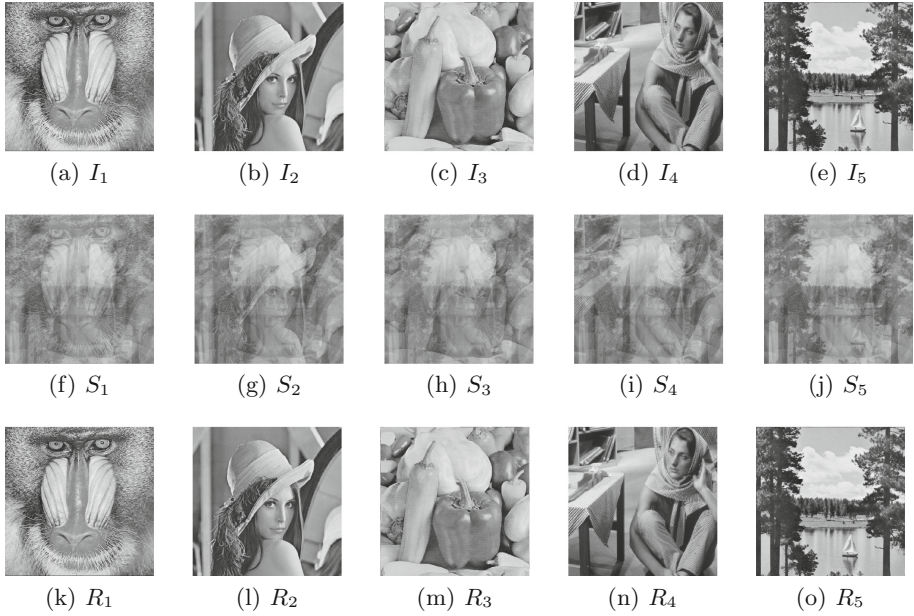 (a) I₁ (b) I₂ (c) I₃ (d) I₄ (e) I₅
(f) S₁ (g) S₂ (h) S₃ (i) S₄ (j) S₅
(k) R₁ (l) R₂ (m) R₃ (n) R₄ (o) R₅